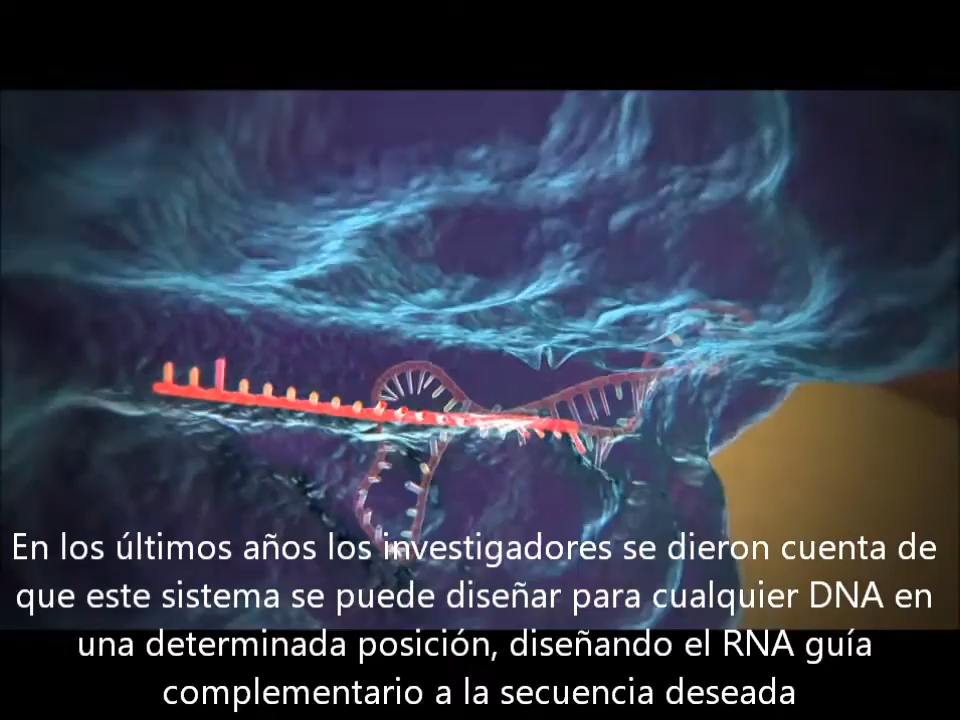 En los últimos años los investigadores se dieron cuenta de
que este sistema se puede diseñar para cualquier DNA en
una determinada posición, diseñando el RNA guía
complementario a la secuencia deseada